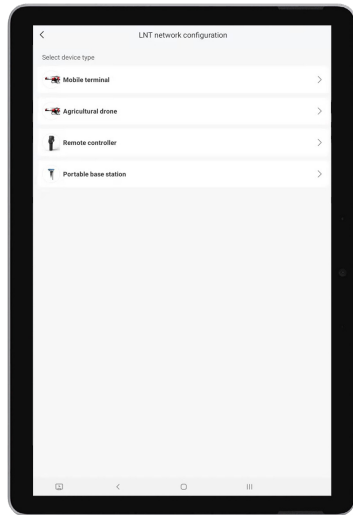 LNT network configuration
Select device type
Mobile terminal
Agricultural drone
Remote controller
Portable base station